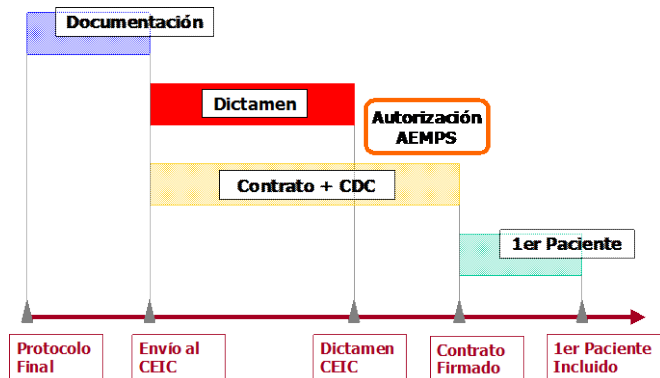 Documentación
Dictamen
Autorización
AEMPS
Contrato + CDC
1er Paciente
Protocolo
Final
Envío al
CEIC
Dictamen
CEIC
Contrato
Firmado
1er Paciente
Incluido